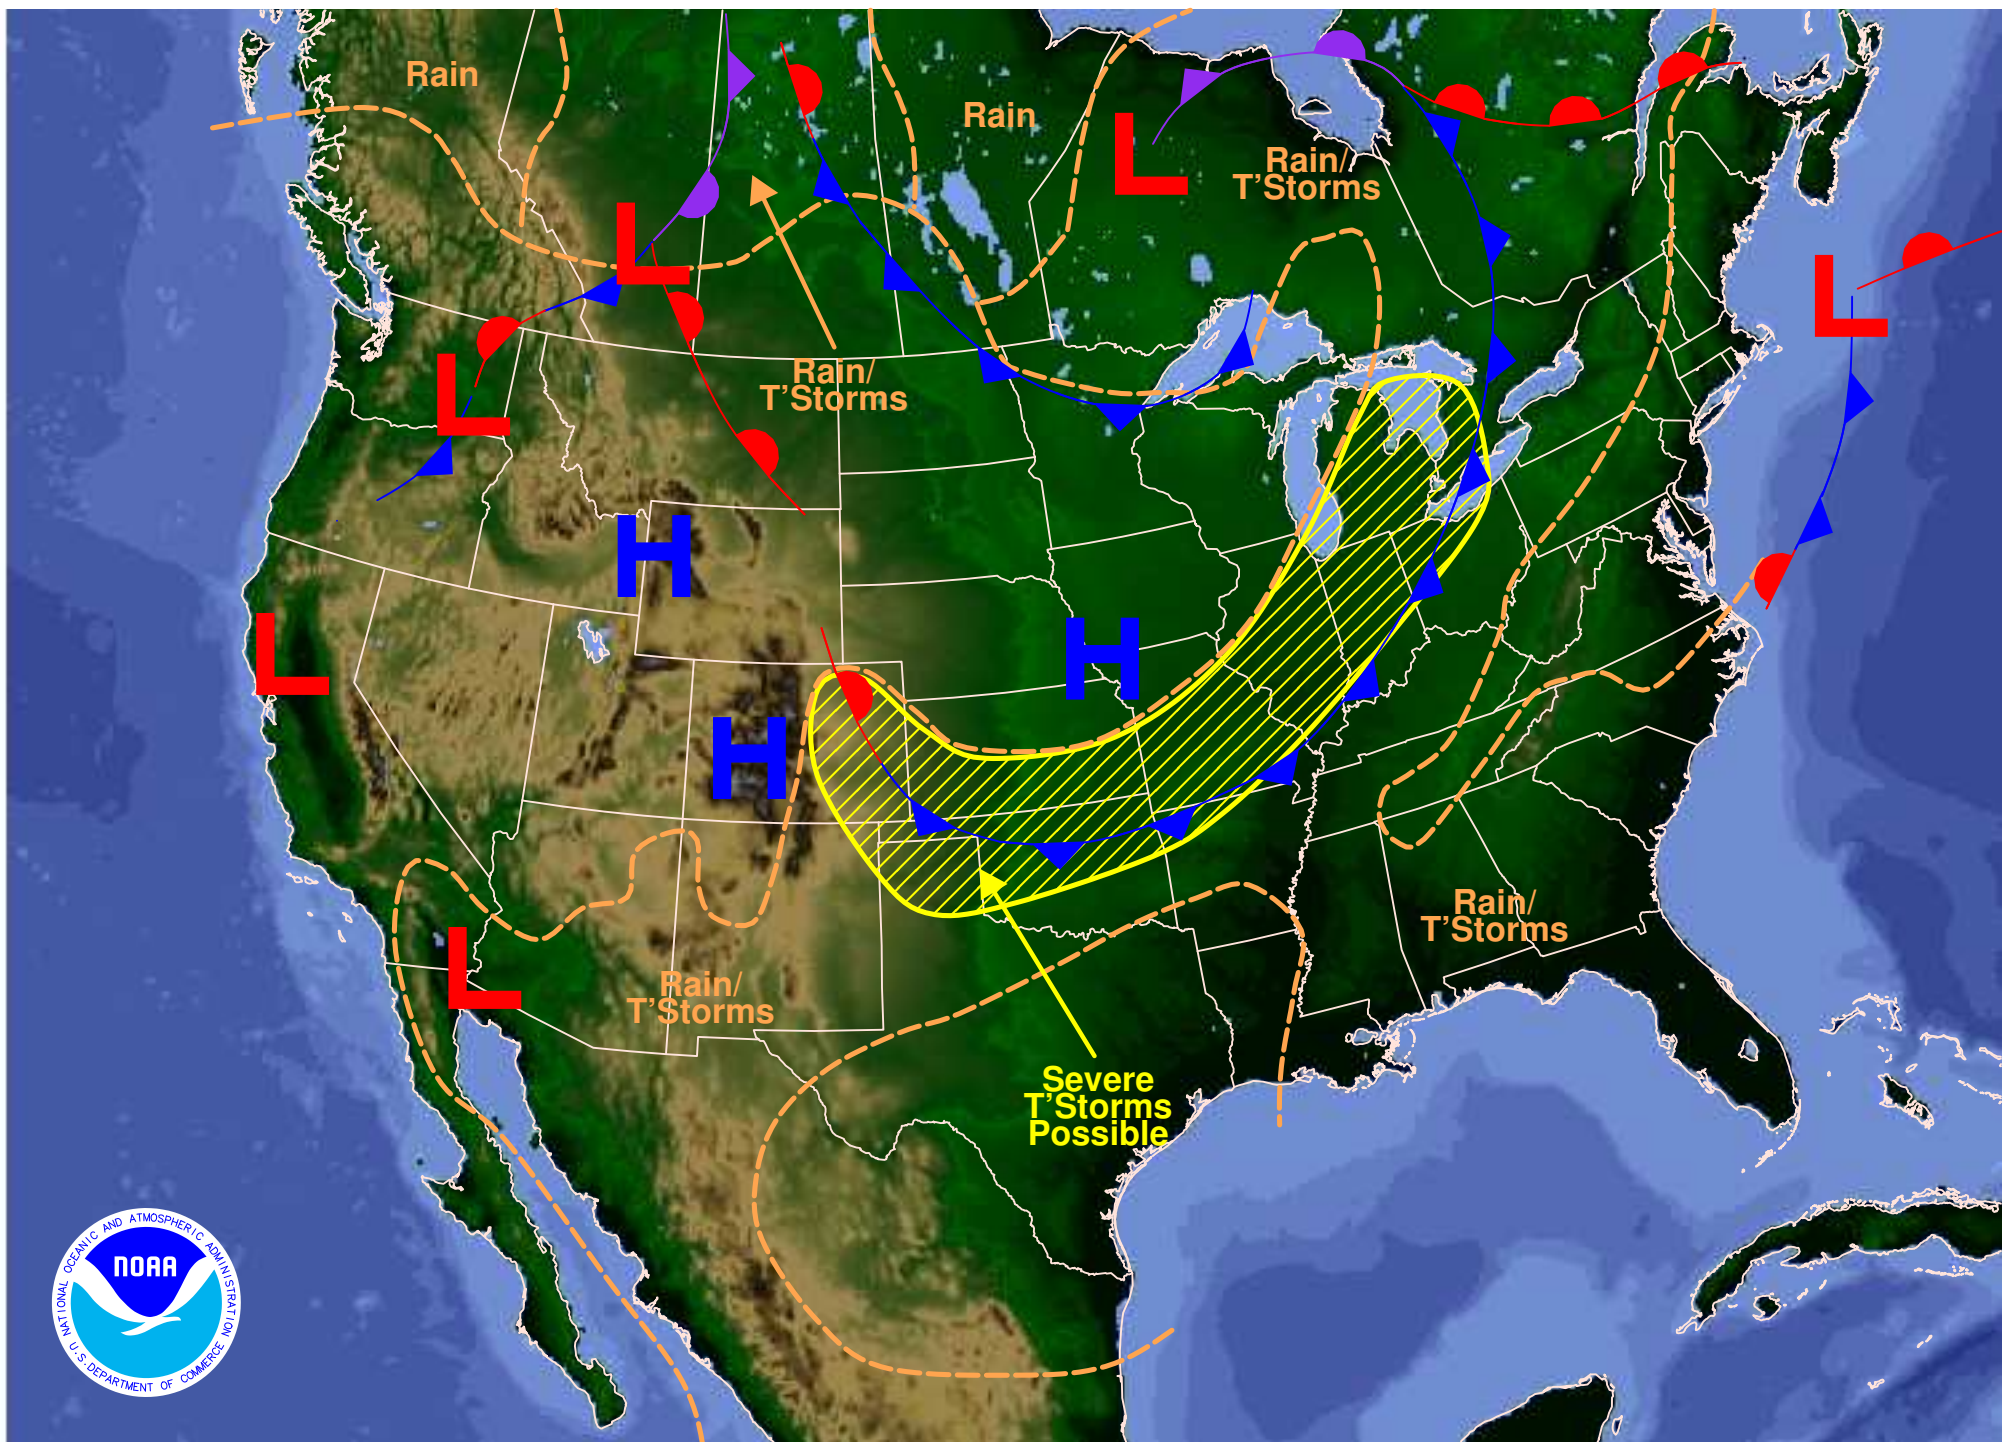 Rain
Rain
L
Rain/
T'Storms
L
L
L
Rain/
T'Storms
H
L
H
H
Rain/
T'Storms
L
Rain/
T'Storms
Severe
T'Storms
Possible
NATIONAL OCEANIC AND ATMOSPHERIC ADMINISTRATION
NOAA
U.S. DEPARTMENT OF COMMERCE